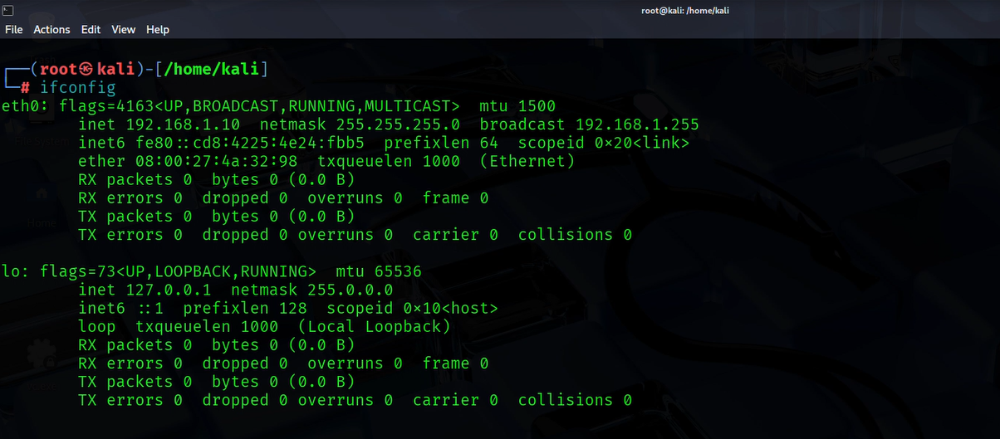 root@kali: /home/kali
File Actions Edit View Help
┌──(root㉿kali)-[/home/kali]
└─# ifconfig
eth0: flags=4163<UP,BROADCAST,RUNNING,MULTICAST>  mtu 1500
        inet 192.168.1.10  netmask 255.255.255.0  broadcast 192.168.1.255
        inet6 fe80::cd8:4225:4e24:fbb5  prefixlen 64  scopeid 0×20<link>
        ether 08:00:27:4a:32:98  txqueuelen 1000  (Ethernet)
        RX packets 0  bytes 0 (0.0 B)
        RX errors 0  dropped 0  overruns 0  frame 0
        TX packets 0  bytes 0 (0.0 B)
        TX errors 0  dropped 0 overruns 0  carrier 0  collisions 0
lo: flags=73<UP,LOOPBACK,RUNNING>  mtu 65536
        inet 127.0.0.1  netmask 255.0.0.0
        inet6 ::1  prefixlen 128  scopeid 0×10<host>
        loop  txqueuelen 1000  (Local Loopback)
        RX packets 0  bytes 0 (0.0 B)
        RX errors 0  dropped 0  overruns 0  frame 0
        TX packets 0  bytes 0 (0.0 B)
        TX errors 0  dropped 0 overruns 0  carrier 0  collisions 0
Home